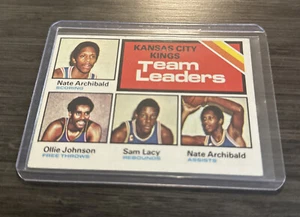 KANSAS CITY
KINGS
Team
Leaders
Nate Archibald
SCORING
Ollie Johnson
FREE THROWS
Sam Lacy
REBOUNDS
Nate Archibald
ASSISTS